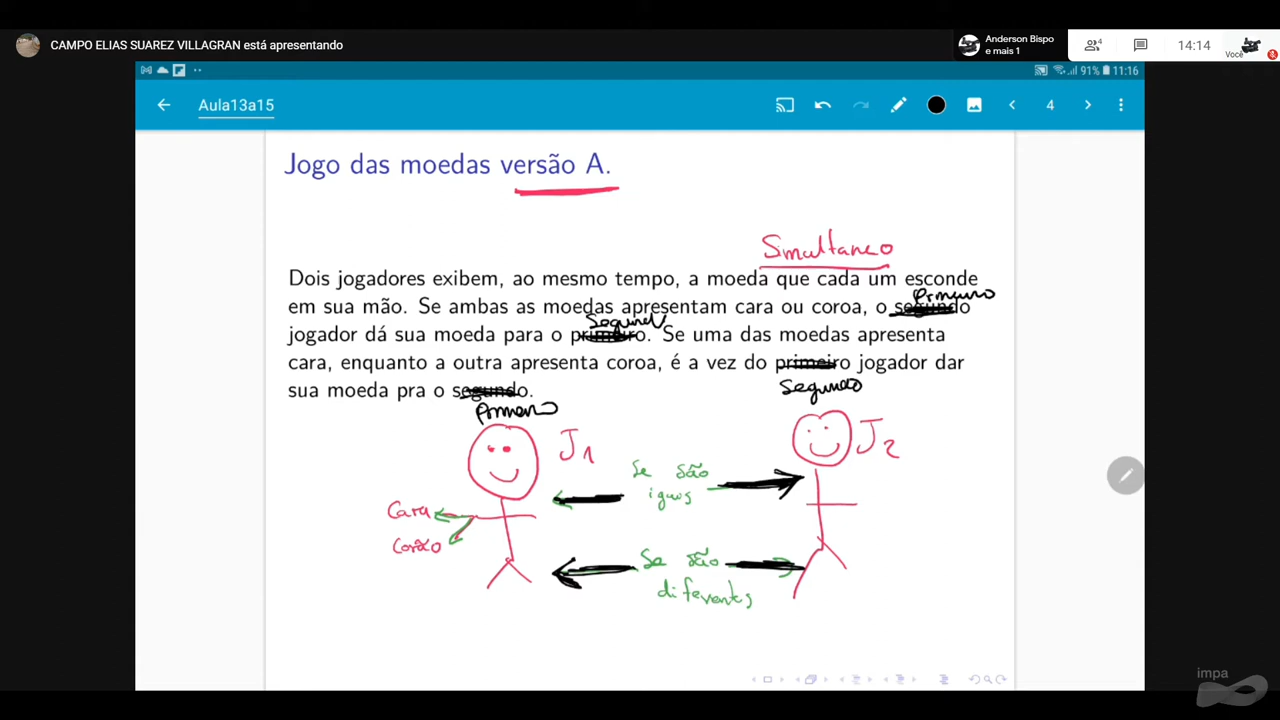 CAMPO ELIAS SUAREZ VILLAGRAN está apresentando
Anderson Bispo
e mais 1
4
14:14
Você
91% 11:16
Aula13a15
4
Jogo das moedas versão A.
Simultaneo
Dois jogadores exibem, ao mesmo tempo, a moeda que cada um esconde
Primeiro
em sua mão. Se ambas as moedas apresentam cara ou coroa, o segundo
jogador dá sua moeda para o primeiro. Se uma das moedas apresenta
cara, enquanto a outra apresenta coroa, é a vez do primeiro jogador dar
Segundo
sua moeda pra o segundo.
Primeiro
J1
J2
Se são
iguas
Cara
Se são
diferentes
impa